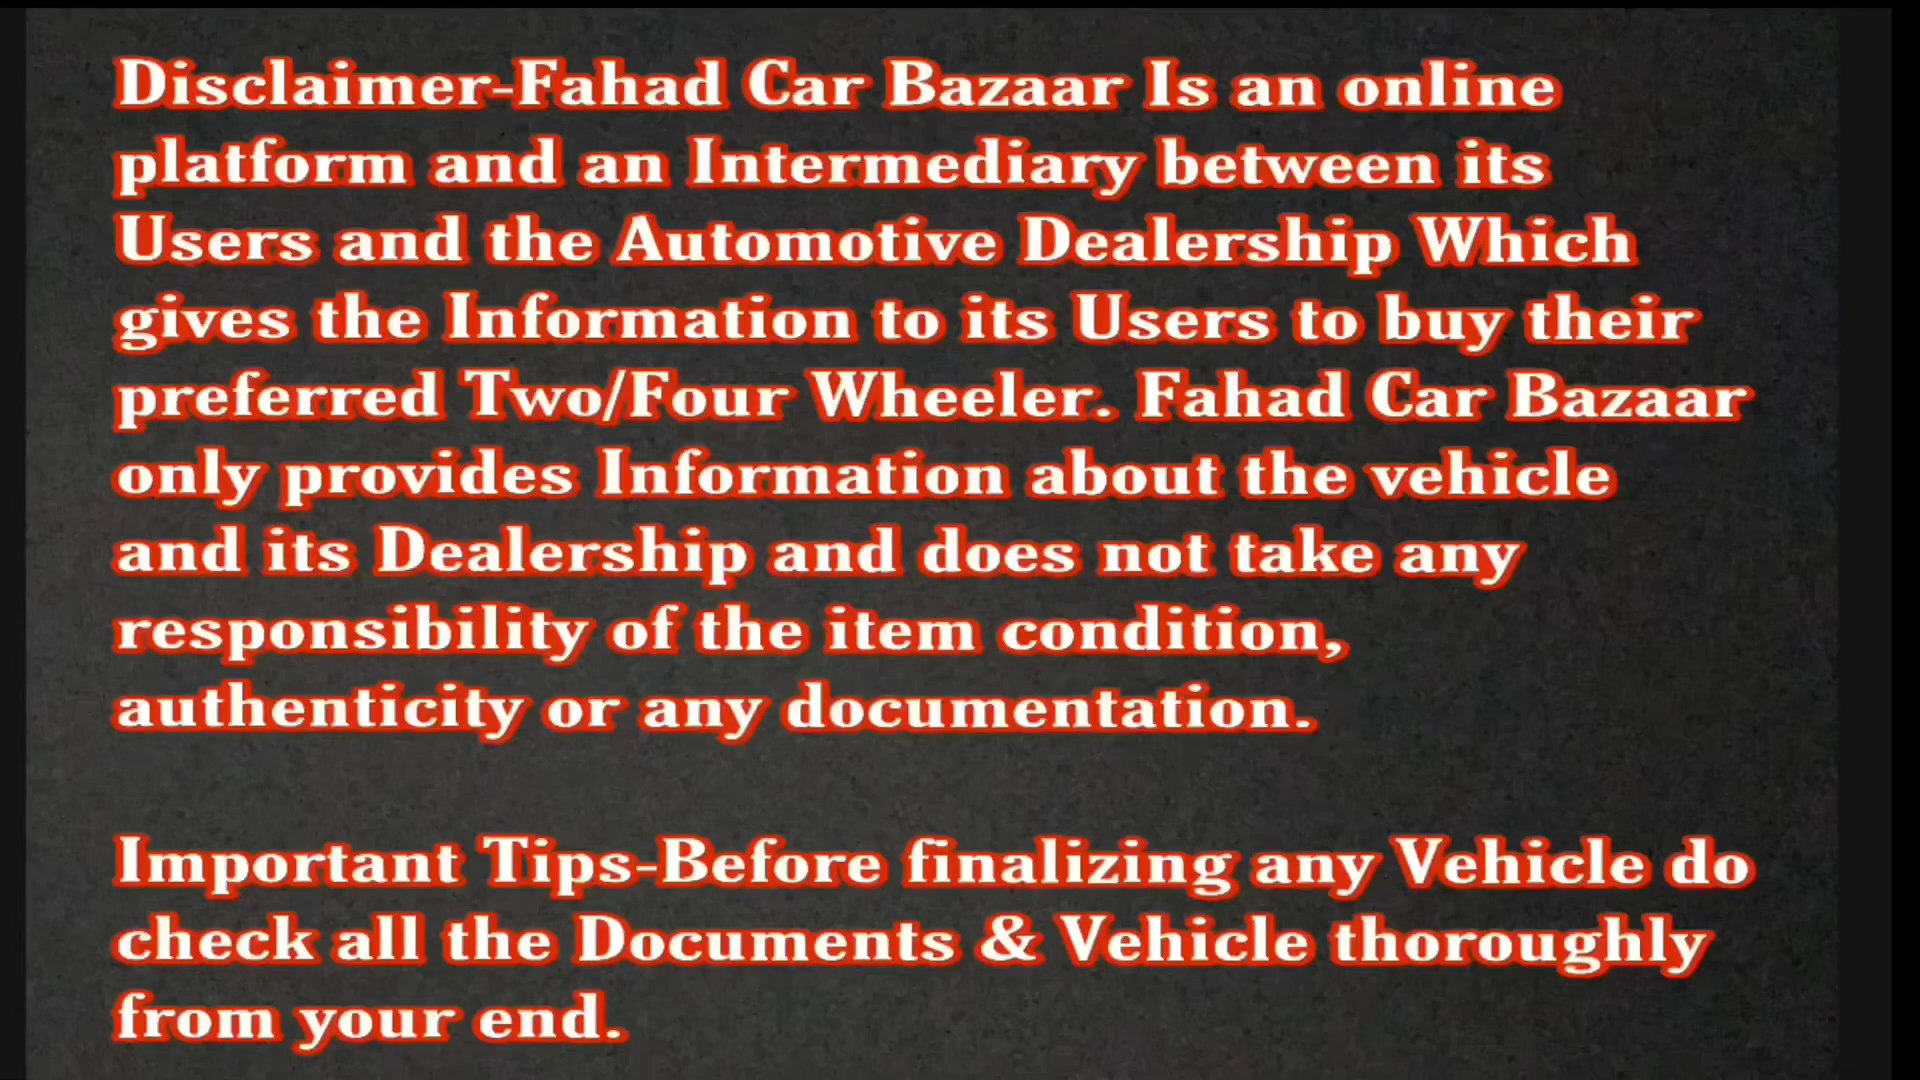 Disclaimer-Fahad Car Bazaar Is an online
platform and an Intermediary between its
Users and the Automotive Dealership Which
gives the Information to its Users to buy their
preferred Two/Four Wheeler. Fahad Car Bazaar
only provides Information about the vehicle
and its Dealership and does not take any
responsibility of the item condition,
authenticity or any documentation.
Important Tips-Before finalizing any Vehicle do
check all the Documents & Vehicle thoroughly
from your end.